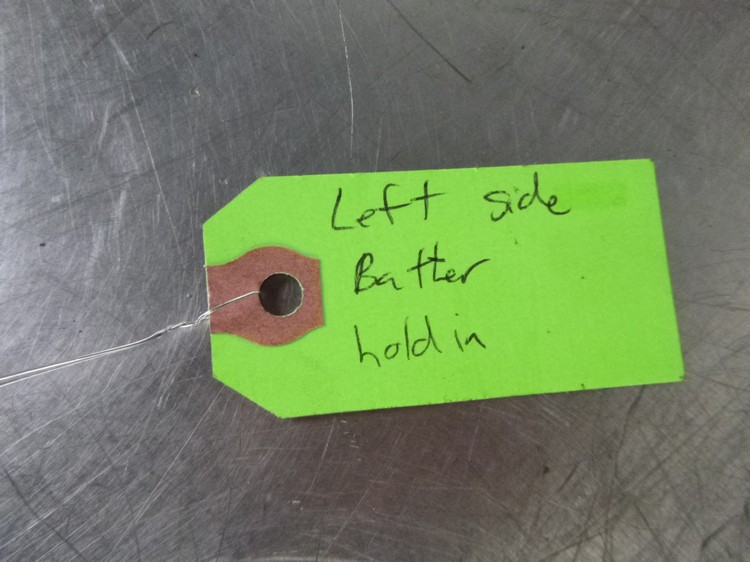 Left side
Batter
hold in